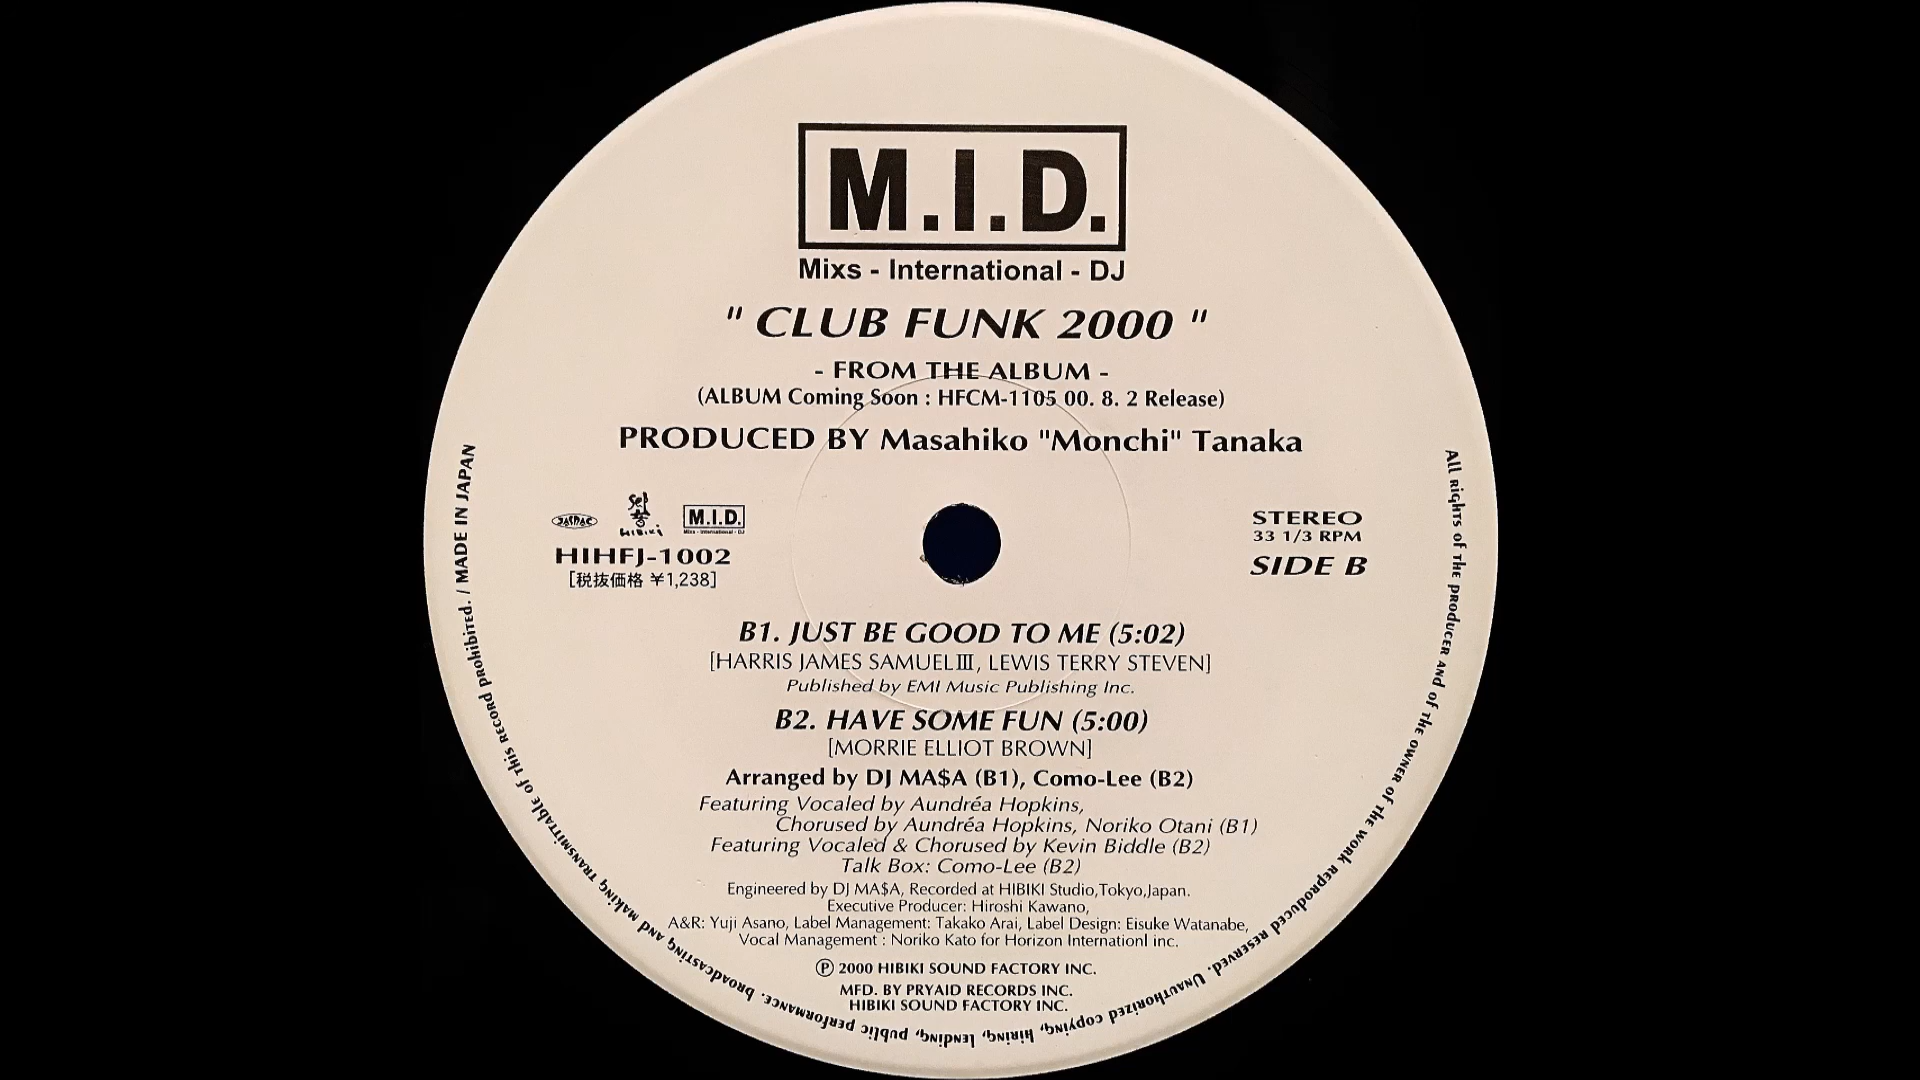 M.I.D.
Mixs - International - DJ
" CLUB FUNK 2000 "
- FROM THE ALBUM -
(ALBUM Coming Soon : HFCM-1105 00. 8. 2 Release)
PRODUCED BY Masahiko "Monchi" Tanaka
JASRAC
HIBIKI
M.I.D.
Mixs - International - DJ
HIHFJ-1002
[税抜価格 ¥1,238]
STEREO
33 1/3 RPM
SIDE B
B1. JUST BE GOOD TO ME (5:02)
[HARRIS JAMES SAMUELⅢ, LEWIS TERRY STEVEN]
Published by EMI Music Publishing Inc.
B2. HAVE SOME FUN (5:00)
[MORRIE ELLIOT BROWN]
Arranged by DJ MA$A (B1), Como-Lee (B2)
Featuring Vocaled by Aundréa Hopkins,
Chorused by Aundréa Hopkins, Noriko Otani (B1)
Featuring Vocaled & Chorused by Kevin Biddle (B2)
Talk Box: Como-Lee (B2)
Engineered by DJ MA$A, Recorded at HIBIKI Studio,Tokyo,Japan.
Executive Producer: Hiroshi Kawano,
A&R: Yuji Asano, Label Management: Takako Arai, Label Design: Eisuke Watanabe,
Vocal Management : Noriko Kato for Horizon Internationl inc.
Ⓟ 2000 HIBIKI SOUND FACTORY INC.
MFD. BY PRYAID RECORDS INC.
HIBIKI SOUND FACTORY INC.
All rights of the producer and of the owner of the work reproduced reserved. Unauthorized copying, hiring, lending, public performance, broadcasting and making transmittable of this record prohibited. / MADE IN JAPAN